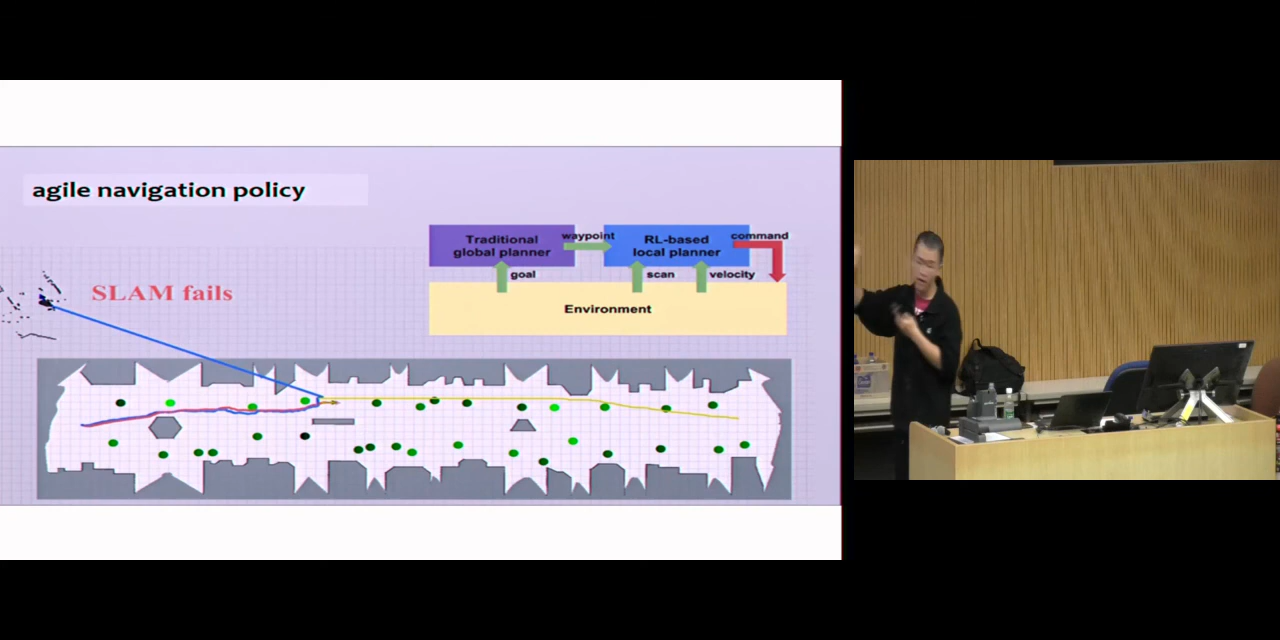 agile navigation policy
Traditional
global planner
waypoint
RL-based
local planner
command
goal
scan
velocity
Environment
SLAM fails